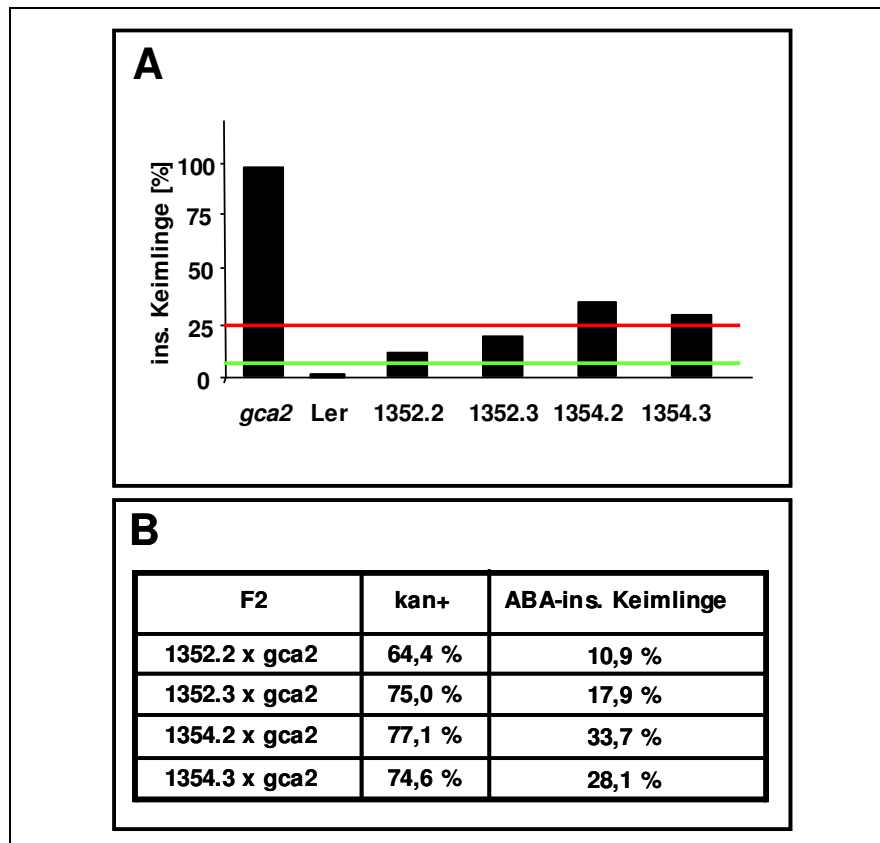 A
ins. Keimlinge [%]
100
75
50
25
0
gca2 Ler 1352.2 1352.3 1354.2 1354.3
B
F2 kan+ ABA-ins. Keimlinge
1352.2 x gca2 64,4 % 10,9 %
1352.3 x gca2 75,0 % 17,9 %
1354.2 x gca2 77,1 % 33,7 %
1354.3 x gca2 74,6 % 28,1 %